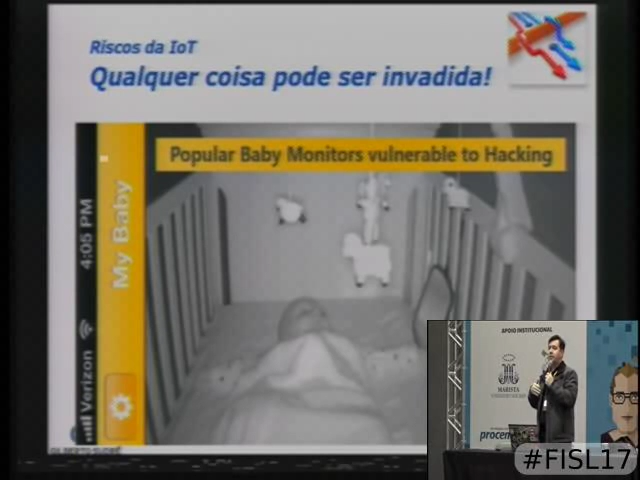 Riscos da IoT
Qualquer coisa pode ser invadida!
Popular Baby Monitors vulnerable to Hacking
4:05 PM
My Baby
Verizon
APOIO INSTITUCIONAL
MARISTA
#FISL17